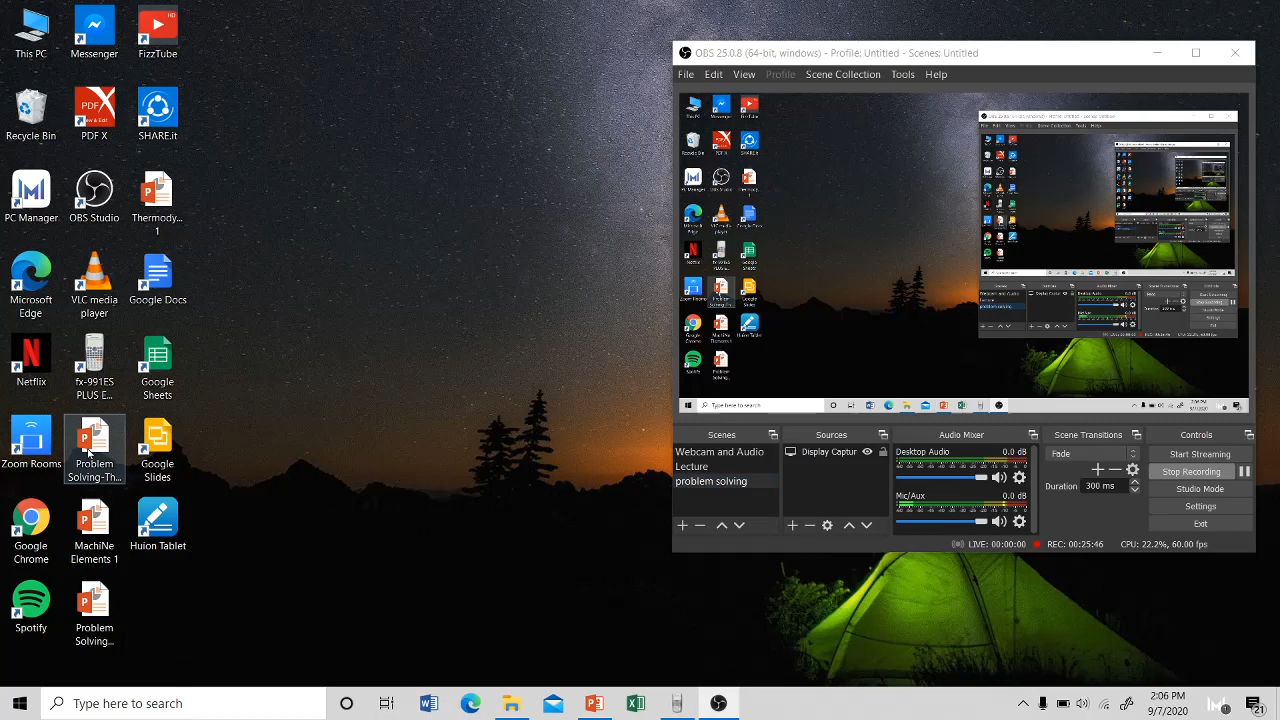 This PC
Messenger
FizzTube
HD
Recycle Bin
PDF X
SHARE.it
PDF
View & Edit
PC Manager
OBS Studio
Thermody...
1
Microsoft
Edge
VLC media
player
Google Docs
Netflix
fx-991ES
PLUS E...
Google
Sheets
Zoom Rooms
Problem
Solving-Th...
Google
Slides
Google
Chrome
MachiNe
Elements 1
Huion Tablet
Spotify
Problem
Solving...
OBS 25.0.8 (64-bit, windows) - Profile: Untitled - Scenes: Untitled
File Edit View Profile Scene Collection Tools Help
Scenes
Webcam and Audio
Lecture
problem solving
Sources
Display Captur
Audio Mixer
Desktop Audio 0.0 dB
Mic/Aux 0.0 dB
Scene Transitions
Fade
Duration 300 ms
Controls
Start Streaming
Stop Recording
Studio Mode
Settings
Exit
LIVE: 00:00:00 REC: 00:25:46 CPU: 22.2%, 60.00 fps
Type here to search
2:06 PM
9/7/2020
21